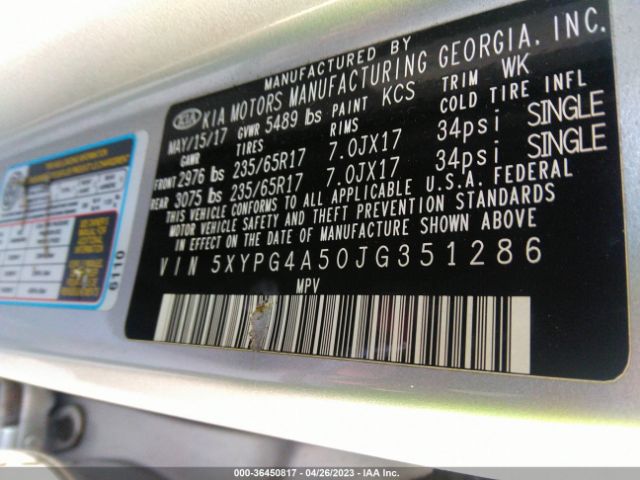 MANUFACTURED BY
KIA KIA MOTORS MANUFACTURING GEORGIA, INC.
MAY/15/17 GVWR 5489 lbs PAINT KCS TRIM WK
GAWR TIRES RIMS COLD TIRE INFL
FRONT 2976 lbs 235/65R17 7.0JX17 34psi SINGLE
REAR 3075 lbs 235/65R17 7.0JX17 34psi SINGLE
THIS VEHICLE CONFORMS TO ALL APPLICABLE U.S.A. FEDERAL
MOTOR VEHICLE SAFETY AND THEFT PREVENTION STANDARDS
IN EFFECT ON THE DATE OF MANUFACTURE SHOWN ABOVE
VIN 5XYPG4A50JG351286
MPV
6110
000-36450817 - 04/26/2023 - IAA Inc.